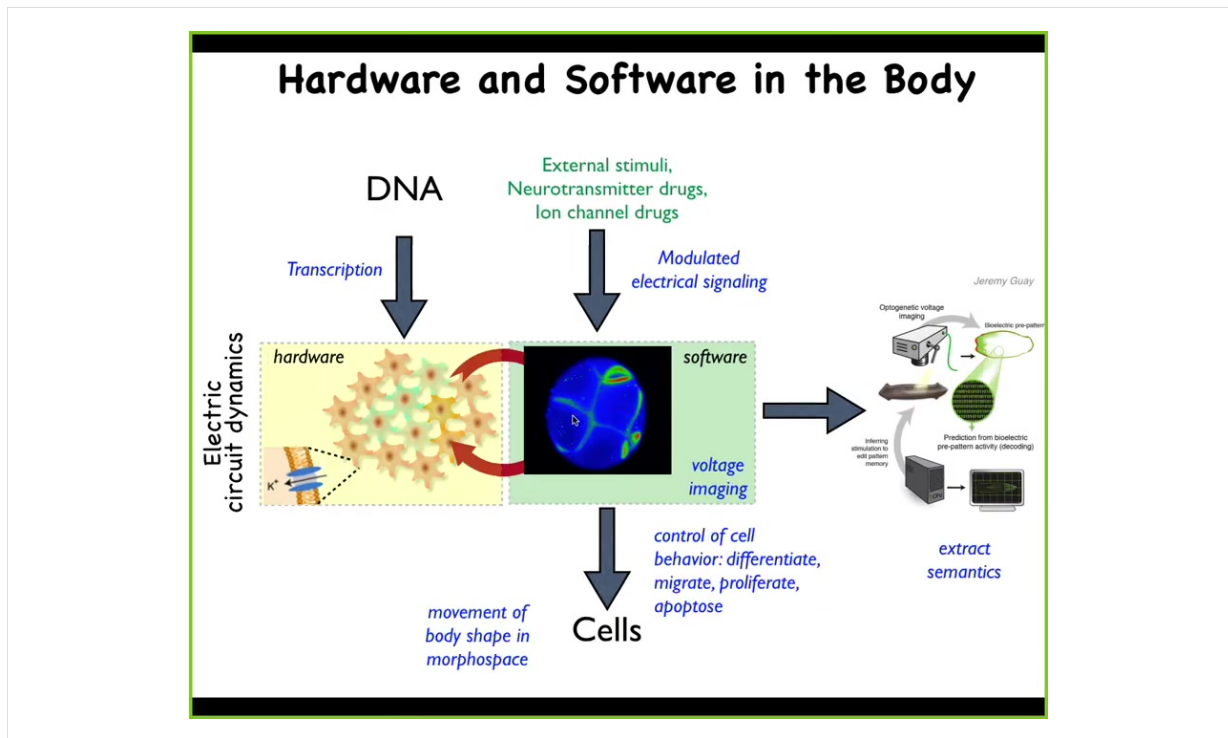 Hardware and Software in the Body
DNA
External stimuli,
Neurotransmitter drugs,
Ion channel drugs
Transcription
Modulated
electrical signaling
Electric
circuit dynamics
hardware
K+
software
voltage
imaging
Jeremy Guay
Optogenetic voltage
imaging
Bioelectric pre-pattern
Prediction from bioelectric
pre-pattern activity (decoding)
Inferring
stimulation to
edit pattern
memory
CPU
extract
semantics
control of cell
behavior: differentiate,
migrate, proliferate,
apoptose
Cells
movement of
body shape in
morphospace